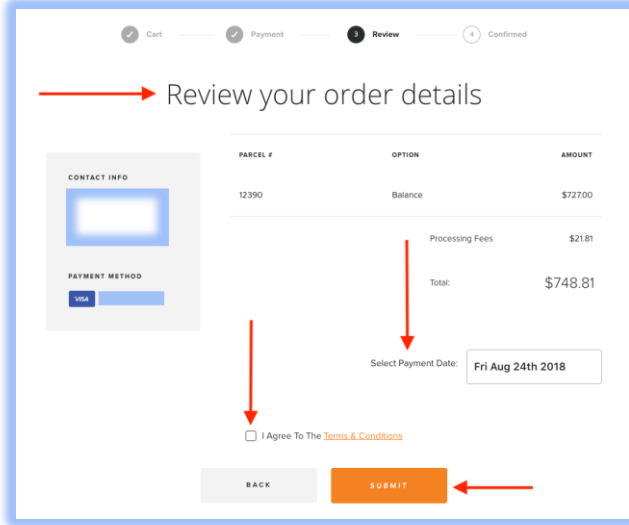 ✓ Cart ✓ Payment 3 Review 4 Confirmed
Review your order details
CONTACT INFO
PAYMENT METHOD
VISA
PARCEL # OPTION AMOUNT
12390 Balance $727.00
Processing Fees $21.81
Total: $748.81
Select Payment Date: Fri Aug 24th 2018
I Agree To The Terms & Conditions
BACK SUBMIT